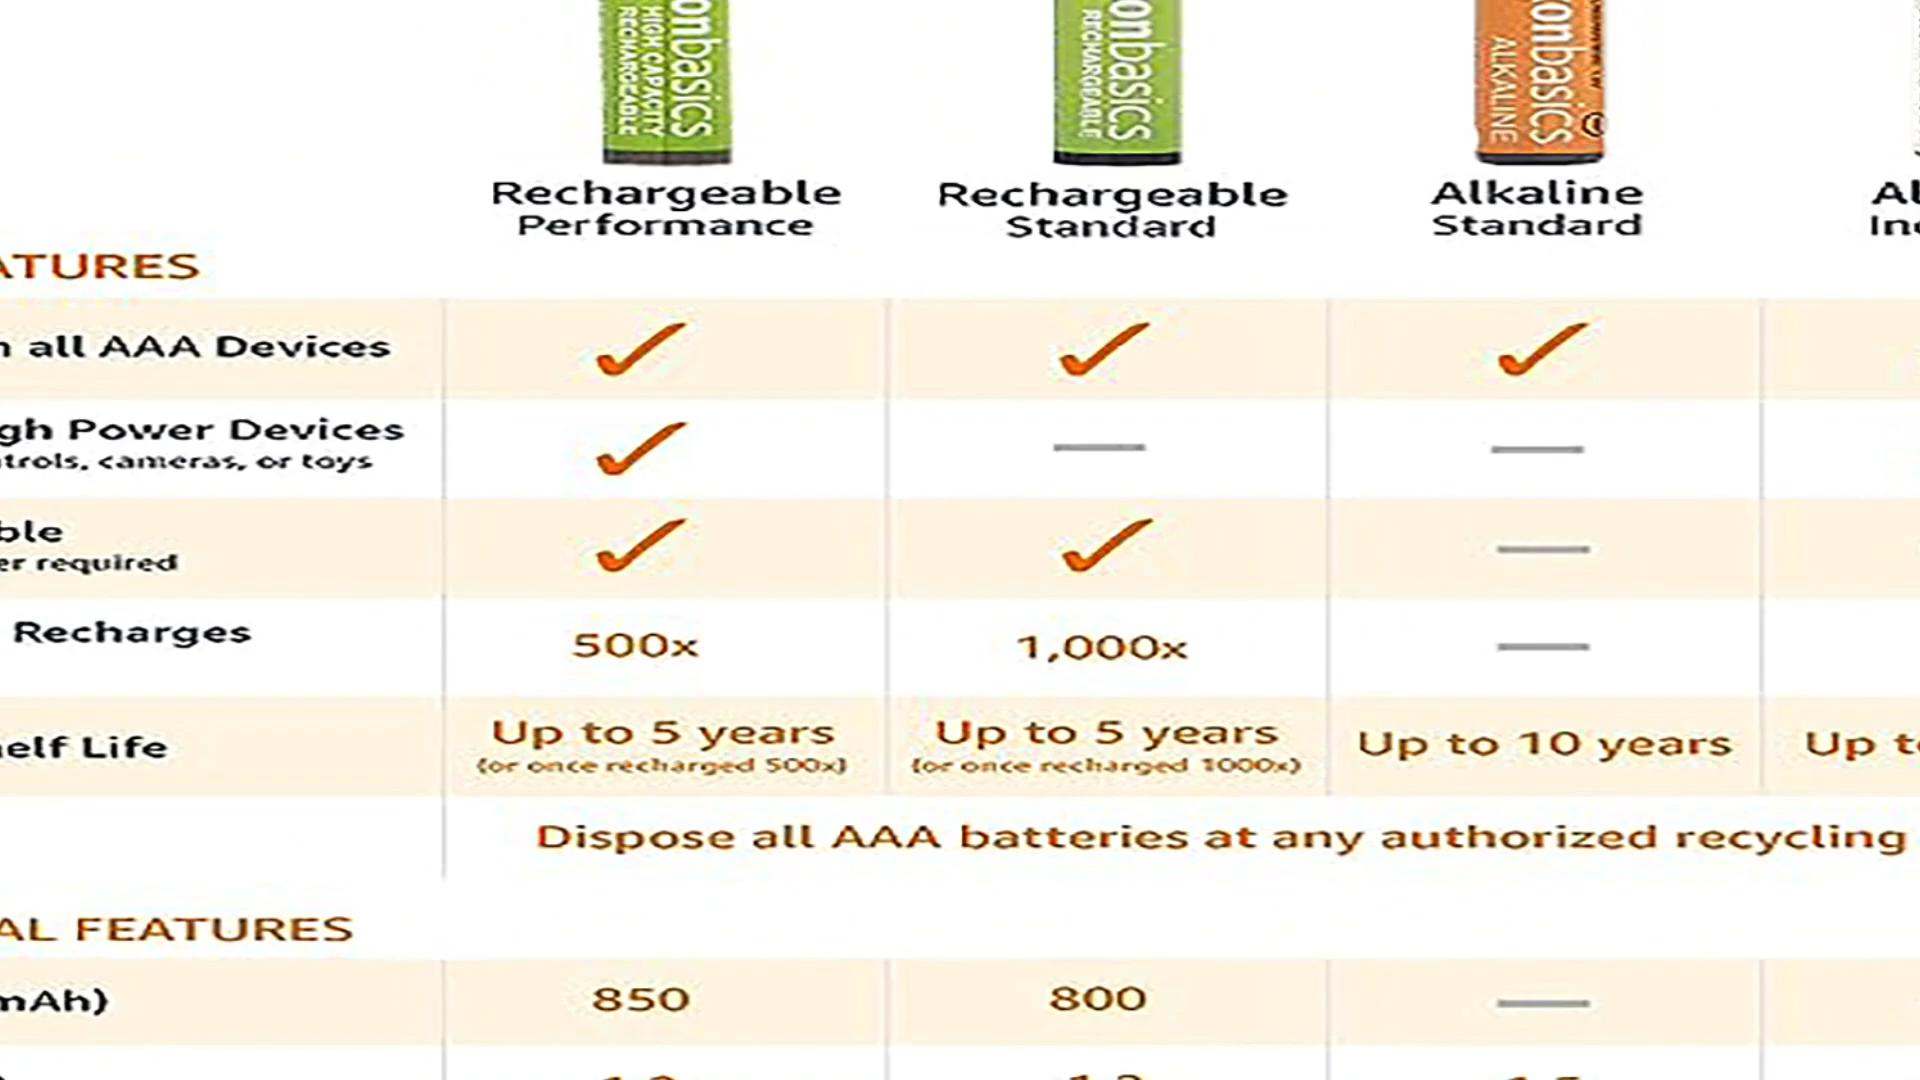 onbasics
HIGH CAPACITY
RECHARGEABLE
onbasics
RECHARGEABLE
onbasics
ALKALINE
Rechargeable
Performance
Rechargeable
Standard
Alkaline
Standard
Al
In
ATURES
n all AAA Devices
gh Power Devices
trols, cameras, or toys
ble
er required
Recharges
500x
1,000x
elf Life
Up to 5 years
(or once recharged 500x)
Up to 5 years
(or once recharged 1000x)
Up to 10 years
Up t
Dispose all AAA batteries at any authorized recycling
AL FEATURES
mAh)
850
800